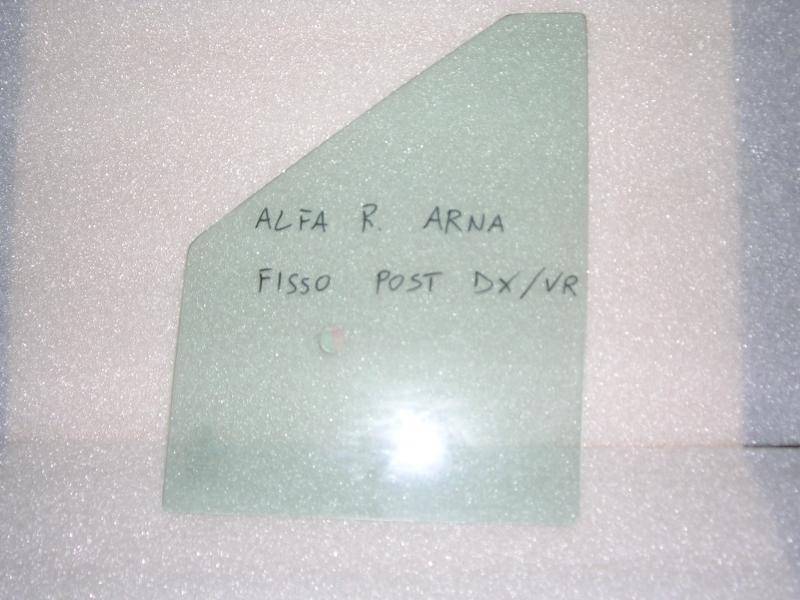 ALFA R. ARNA
FISSO POST DX/VR